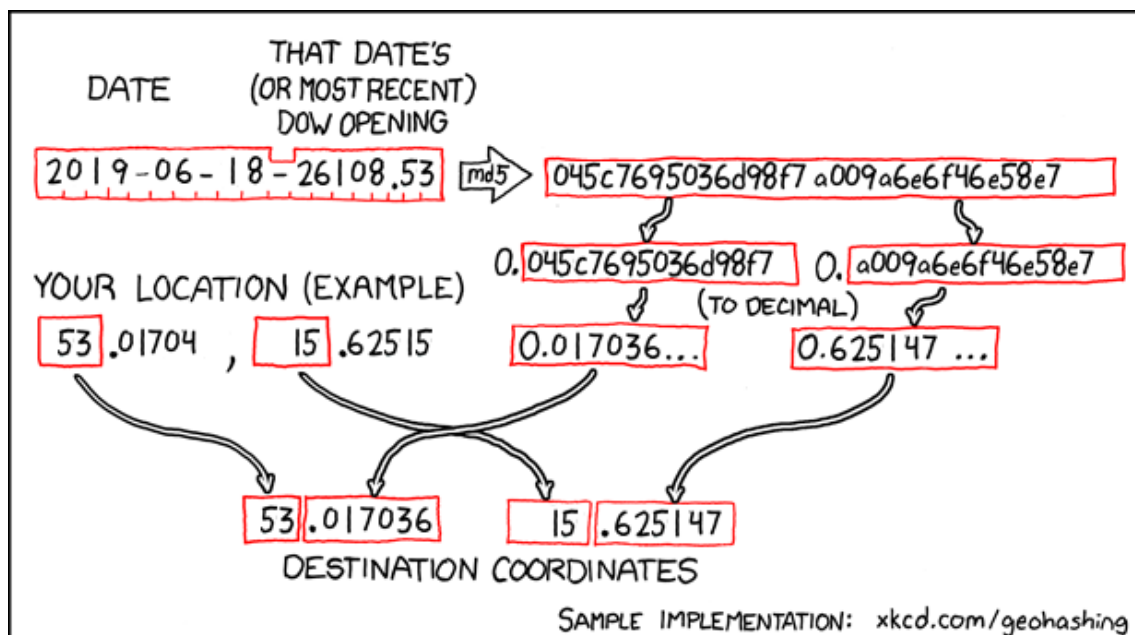 DATE
THAT DATE'S
(OR MOST RECENT)
DOW OPENING
2019-06-18-26108.53
md5
045c7695036d98f7 a009a6e6f46e58e7
0.045c7695036d98f7
0.a009a6e6f46e58e7
YOUR LOCATION (EXAMPLE)
(TO DECIMAL)
53.01704, 15.62515
0.017036...
0.625147 ...
53.017036
15.625147
DESTINATION COORDINATES
SAMPLE IMPLEMENTATION: xkcd.com/geohashing